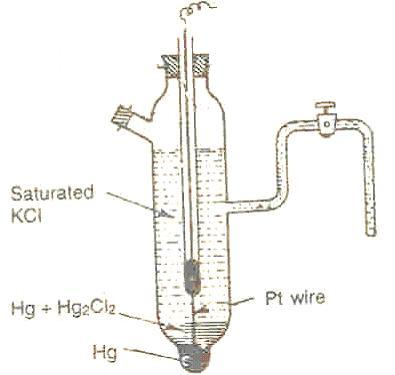 Saturated
KCl
Hg + Hg₂Cl₂
Pt wire
Hg